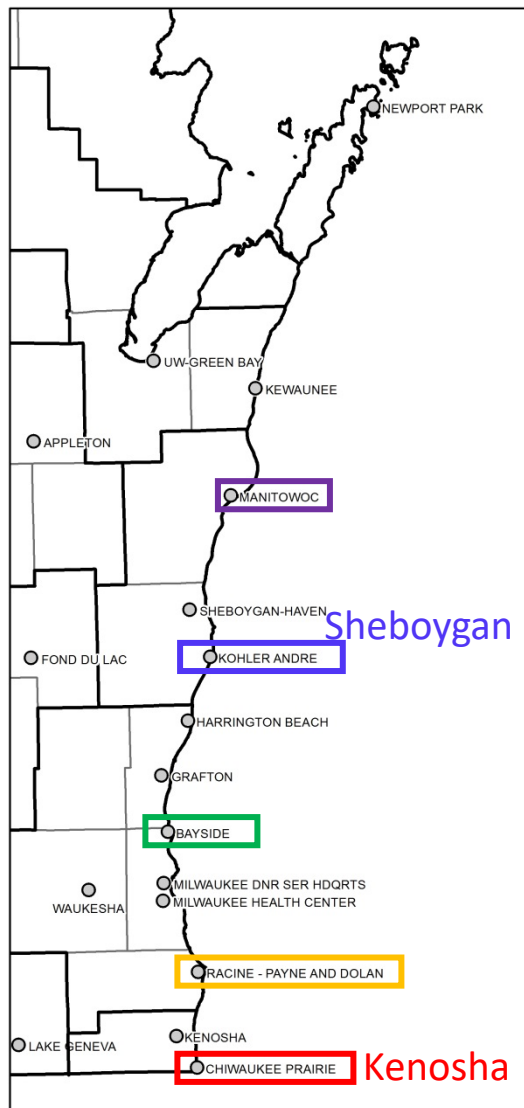 NEWPORT PARK
UW-GREEN BAY
KEWAUNEE
APPLETON
MANITOWOC
SHEBOYGAN-HAVEN
Sheboygan
FOND DU LAC
KOHLER ANDRE
HARRINGTON BEACH
GRAFTON
BAYSIDE
MILWAUKEE DNR SER HDQRTS
WAUKESHA
MILWAUKEE HEALTH CENTER
RACINE - PAYNE AND DOLAN
KENOSHA
LAKE GENEVA
CHIWAUKEE PRAIRIE
Kenosha